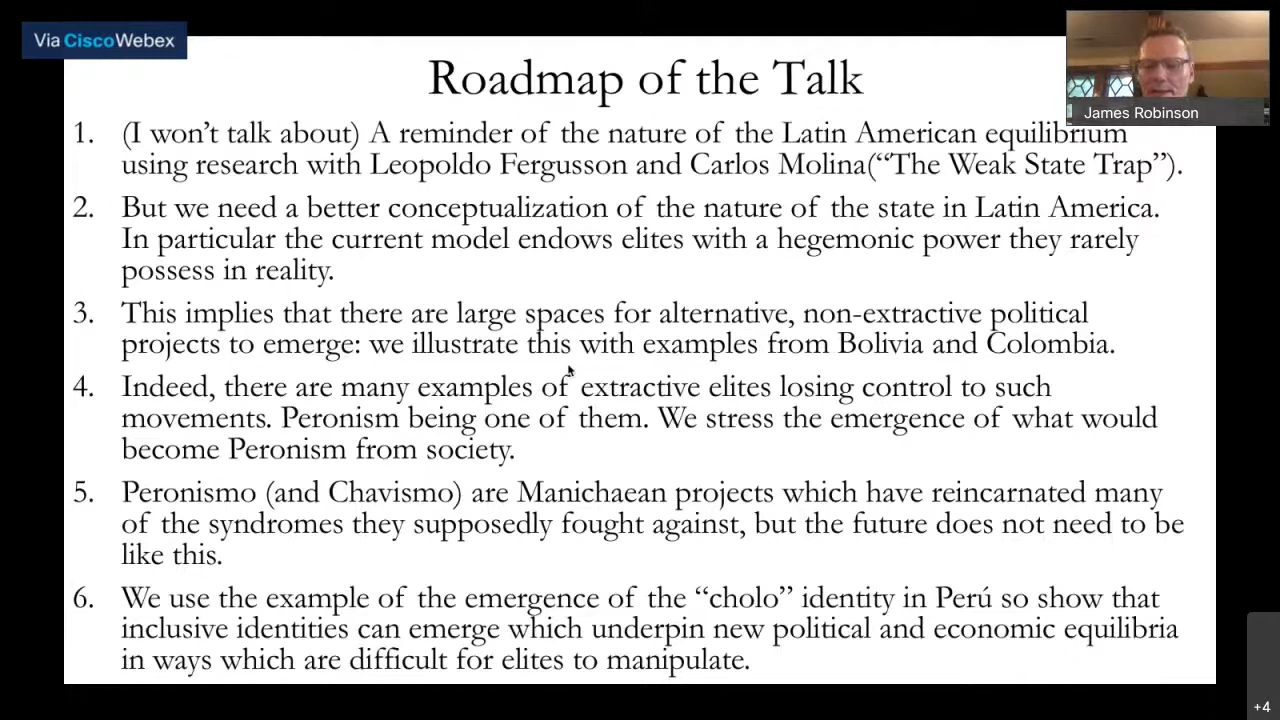 Via CiscoWebex
Roadmap of the Talk
James Robinson
1. (I won't talk about) A reminder of the nature of the Latin American equilibrium
using research with Leopoldo Fergusson and Carlos Molina(“The Weak State Trap”).
2. But we need a better conceptualization of the nature of the state in Latin America.
In particular the current model endows elites with a hegemonic power they rarely
possess in reality.
3. This implies that there are large spaces for alternative, non-extractive political
projects to emerge: we illustrate this with examples from Bolivia and Colombia.
4. Indeed, there are many examples of extractive elites losing control to such
movements. Peronism being one of them. We stress the emergence of what would
become Peronism from society.
5. Peronismo (and Chavismo) are Manichaean projects which have reincarnated many
of the syndromes they supposedly fought against, but the future does not need to be
like this.
6. We use the example of the emergence of the “cholo” identity in Perú so show that
inclusive identities can emerge which underpin new political and economic equilibria
in ways which are difficult for elites to manipulate.
+4